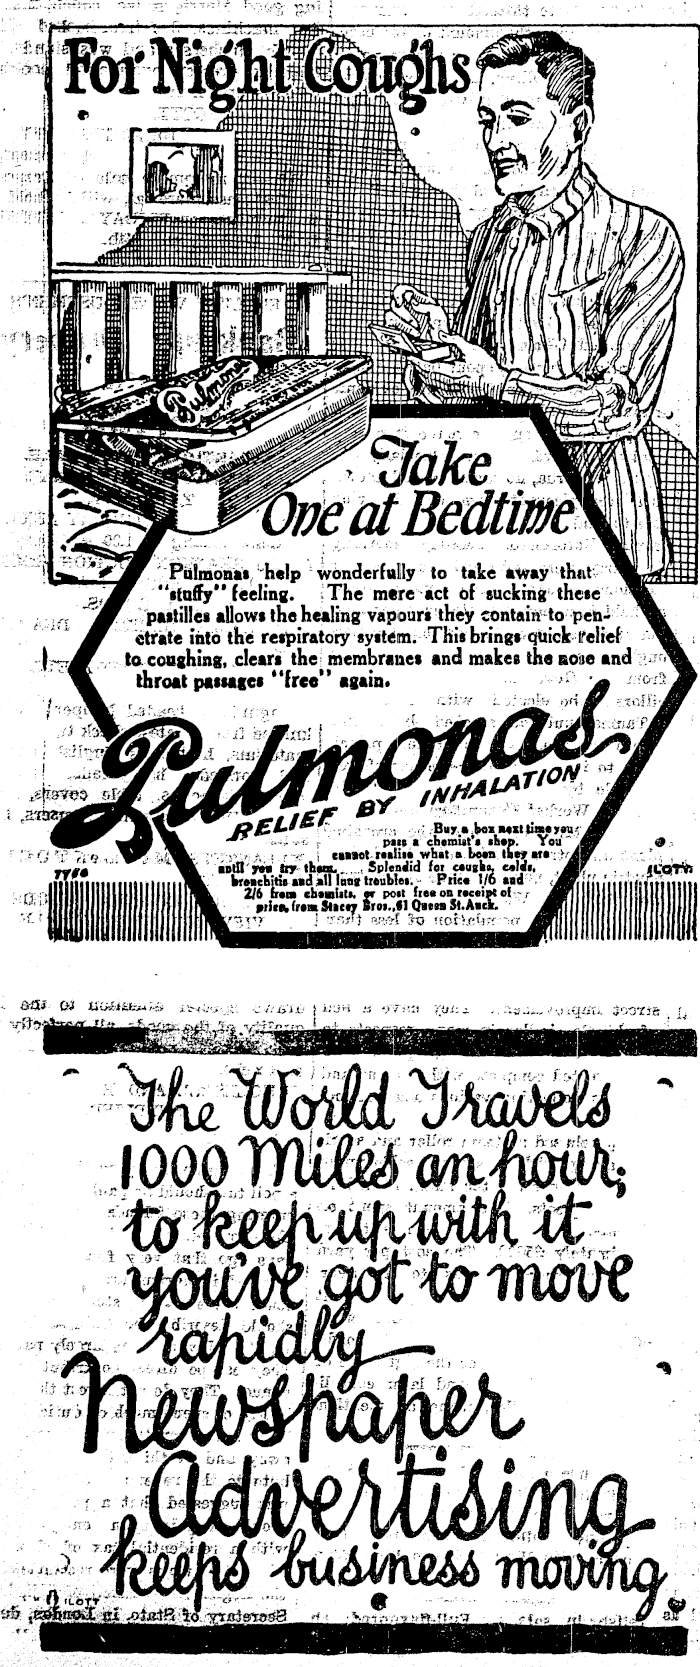 For Night Coughs
Pulmonas
Take
One at Bedtime
Pulmonas help wonderfully to take away that
"stuffy" feeling. The mere act of sucking these
pastilles allows the healing vapours they contain to pen-
etrate into the respiratory system. This brings quick relief
to coughing, clears the membranes and makes the nose and
throat passages "free" again.
Pulmonas
RELIEF BY INHALATION
Buy a box next time you
pass a chemist's shop. You
cannot realise what a boon they are
until you try them. Splendid for coughs, colds,
bronchitis and all lung troubles. Price 1/6 and
2/6 from chemists, or post free on receipt of
price, from Stacey Bros., 61 Queen St. Auck.
7766
ILOTT.
The World Travels
1000 Miles an hour;
to keep up with it
you've got to move
rapidly
Newspaper
Advertising
keeps business moving.
ILOTT